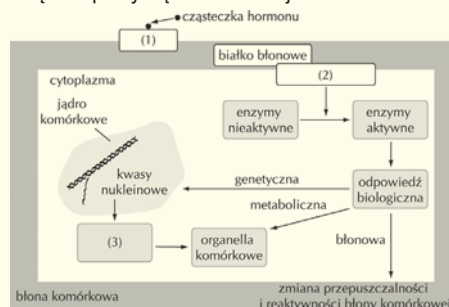 cząsteczka hormonu
(1)
białko błonowe
(2)
cytoplazma
jądro
komórkowe
enzymy
nieaktywne
enzymy
aktywne
kwasy
nukleinowe
genetyczna
odpowiedź
biologiczna
metaboliczna
(3)
organella
komórkowe
błonowa
błona komórkowa
zmiana przepuszczalności
i reaktywności błony komórkowej